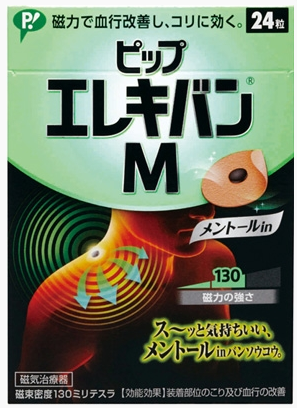 P!
磁力で血行改善し、コリに効く。
24粒
ピップ
エレキバン®
M
メントールin
130
磁力の強さ
ス〜ッと気持ちいい、
メントールinバンソウコウ。
磁気治療器
磁束密度130ミリテスラ 【効能効果】装着部位のこり及び血行の改善